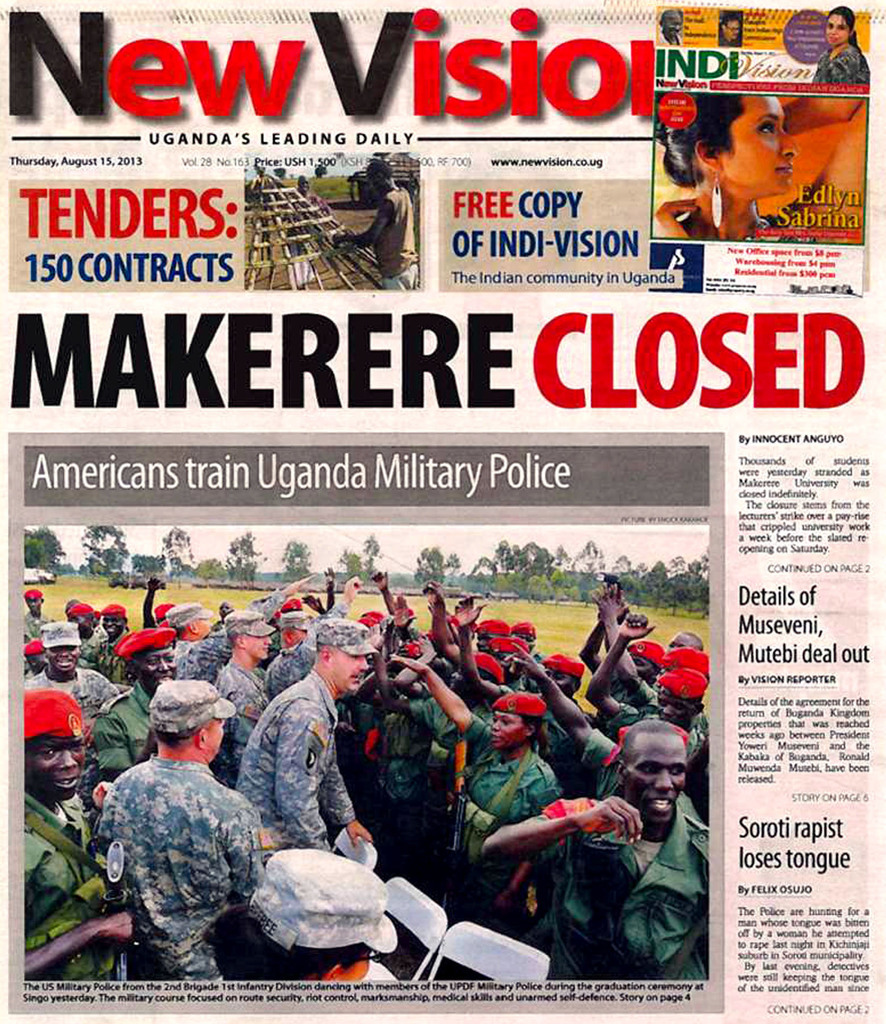 New Vision
UGANDA'S LEADING DAILY
Thursday, August 15, 2013 Vol. 28 No.163 Price: USH 1,500 RF 700) www.newvision.co.ug
TENDERS:
150 CONTRACTS
FREE COPY
OF INDI-VISION
The Indian community in Uganda
INDI Vision
New Vision PERSPECTIVES FROM INDIAN UGANDA
Edlyn
Sabrina
New Office space from $8 psm
Warehousing from $4 psm
Residential from $300 pcm
MAKERERE CLOSED
Americans train Uganda Military Police
The US Military Police from the 2nd Brigade 1st Infantry Division dancing with members of the UPDF Military Police during the graduation ceremony at
Singo yesterday. The military course focused on route security, riot control, marksmanship, medical skills and unarmed self-defence. Story on page 4
By INNOCENT ANGUYO
Thousands of students
were yesterday stranded as
Makerere University was
closed indefinitely.
The closure stems from the
lecturers' strike over a pay-rise
that crippled university work
a week before the slated re-
opening on Saturday.
CONTINUED ON PAGE 2
Details of
Museveni,
Mutebi deal out
By VISION REPORTER
Details of the agreement for the
return of Buganda Kingdom
properties that was reached
weeks ago between President
Yoweri Museveni and the
Kabaka of Buganda, Ronald
Muwenda Mutebi, have been
released.
STORY ON PAGE 6
Soroti rapist
loses tongue
By FELIX OSUJO
The Police are hunting for a
man whose tongue was bitten
off by a woman he attempted
to rape last night in Kichinjaji
suburb in Soroti municipality.
By last evening, detectives
were still keeping the tongue
of the unidentified man since
CONTINUED ON PAGE 2